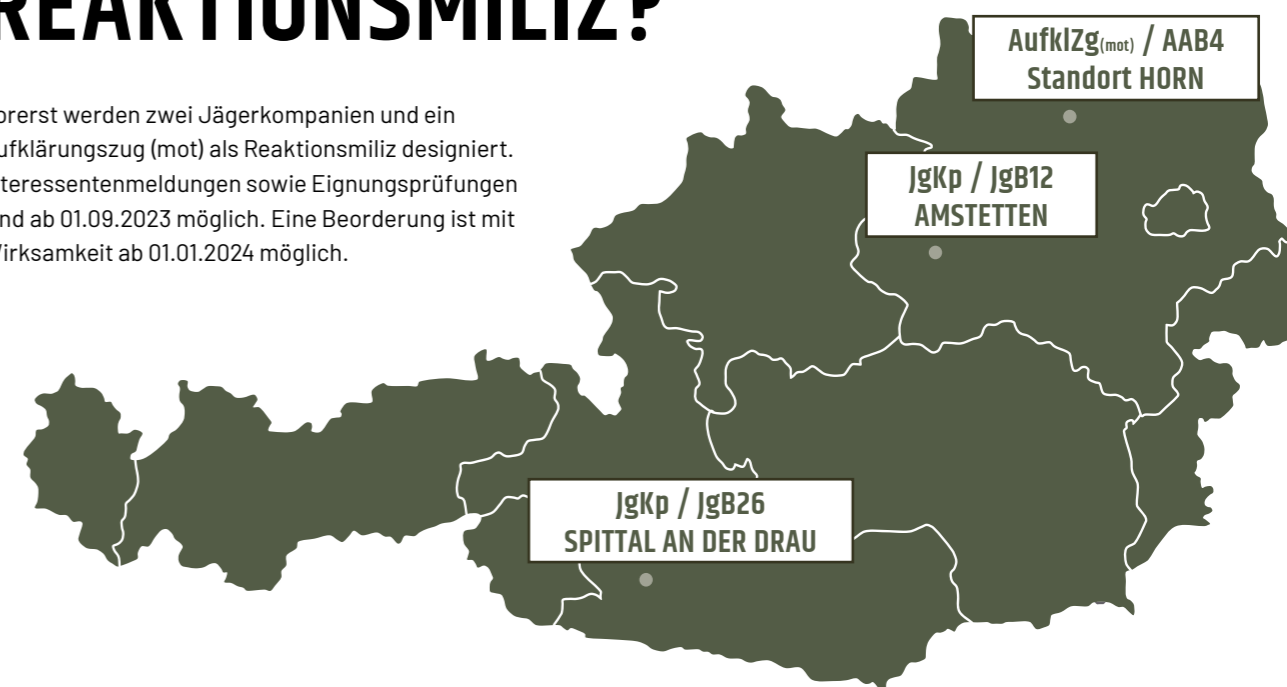 REAKTIONSMILIZ?
orerst werden zwei Jägerkompanien und ein
ufklärungszug (mot) als Reaktionsmiliz designiert.
teressentenmeldungen sowie Eignungsprüfungen
nd ab 01.09.2023 möglich. Eine Beorderung ist mit
irksamkeit ab 01.01.2024 möglich.
AufklZg(mot) / AAB4
Standort HORN
JgKp / JgB12
AMSTETTEN
JgKp / JgB26
SPITTAL AN DER DRAU